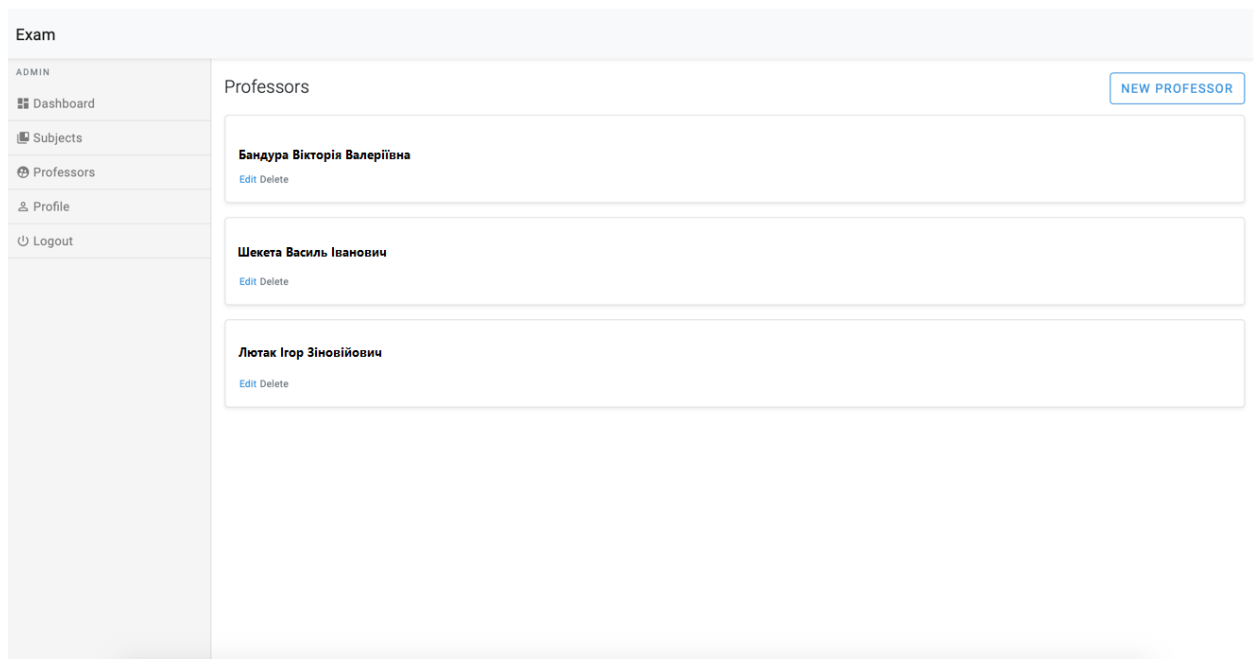 Exam
ADMIN
Dashboard
Subjects
Professors
Profile
Logout
Professors
NEW PROFESSOR
Бандура Вікторія Валеріївна
Edit Delete
Шекета Василь Іванович
Edit Delete
Лютак Ігор Зіновійович
Edit Delete